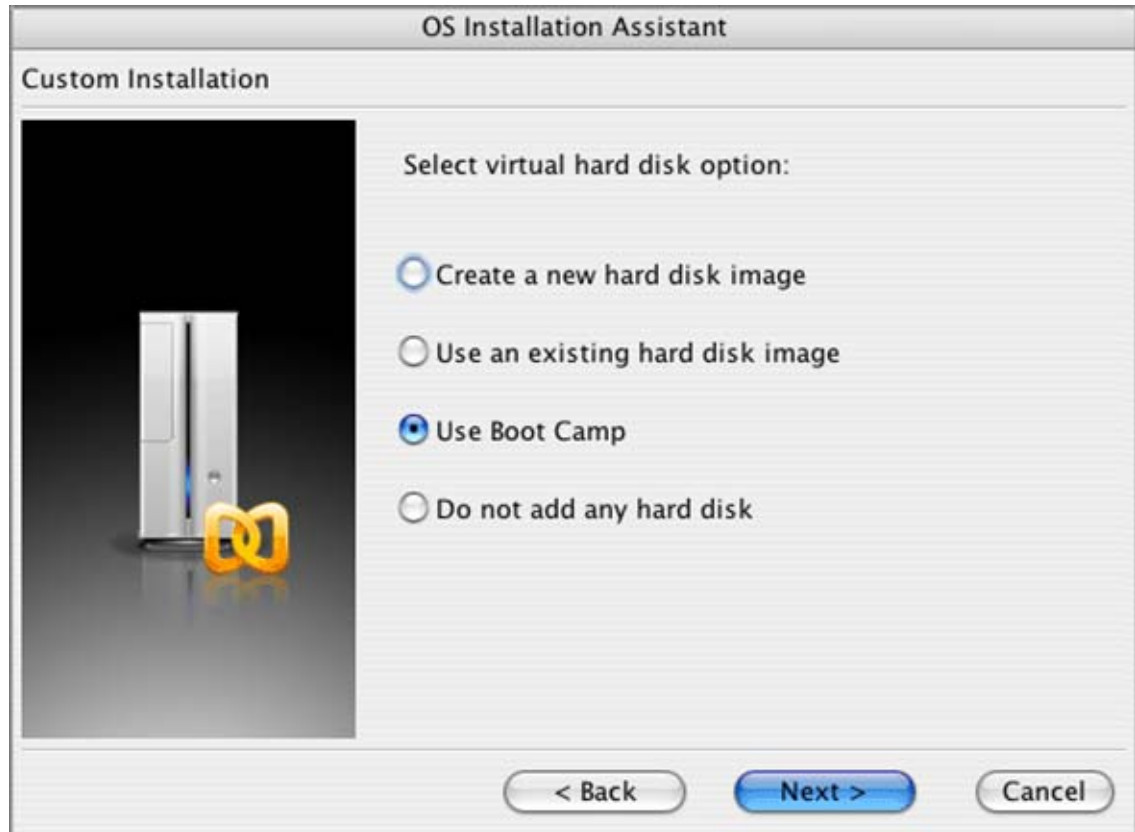 OS Installation Assistant
Custom Installation
Select virtual hard disk option:
Create a new hard disk image
Use an existing hard disk image
Use Boot Camp
Do not add any hard disk
< Back
Next >
Cancel